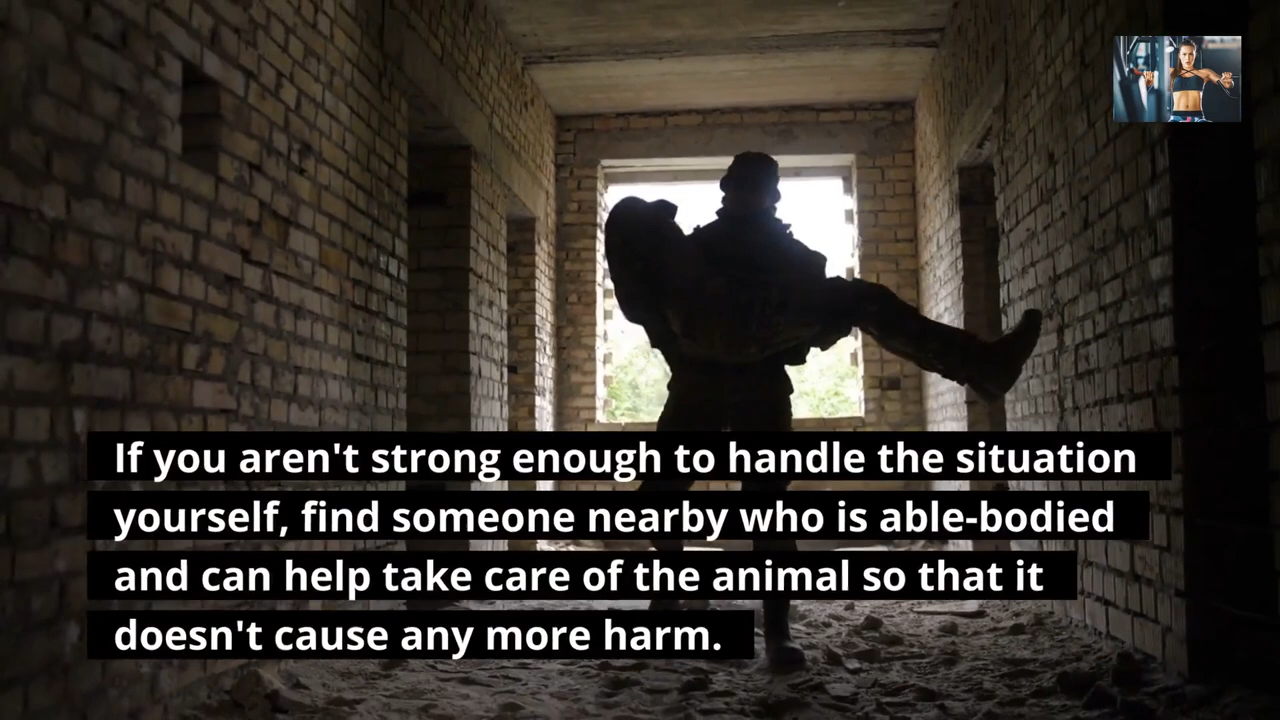 If you aren't strong enough to handle the situation
yourself, find someone nearby who is able-bodied
and can help take care of the animal so that it
doesn't cause any more harm.